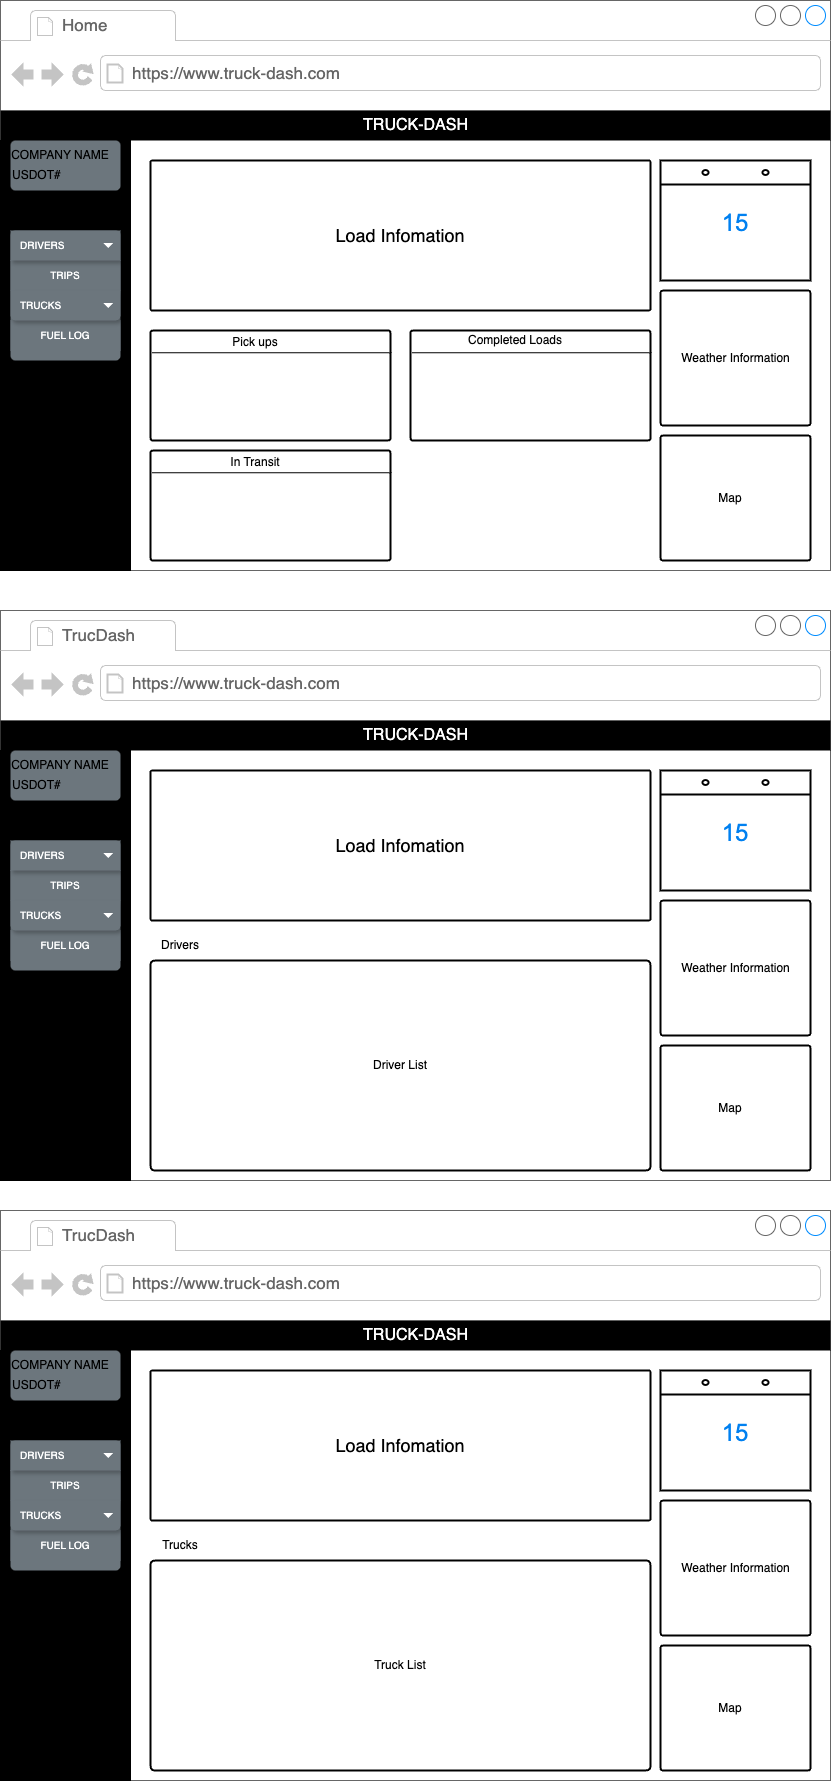 Home
https://www.truck-dash.com
TRUCK-DASH
COMPANY NAME
USDOT#
DRIVERS
TRIPS
TRUCKS
FUEL LOG
Load Infomation
Pick ups
Completed Loads
In Transit
15
Weather Information
Map
TrucDash
https://www.truck-dash.com
TRUCK-DASH
COMPANY NAME
USDOT#
DRIVERS
TRIPS
TRUCKS
FUEL LOG
Load Infomation
Drivers
Driver List
15
Weather Information
Map
TrucDash
https://www.truck-dash.com
TRUCK-DASH
COMPANY NAME
USDOT#
DRIVERS
TRIPS
TRUCKS
FUEL LOG
Load Infomation
Trucks
Truck List
15
Weather Information
Map